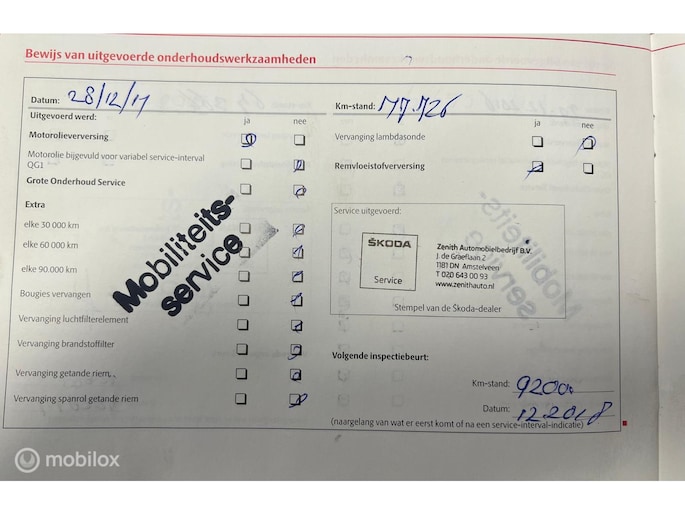 Bewijs van uitgevoerde onderhoudswerkzaamheden
Datum: 28/12/17
Km-stand: 77.726
Uitgevoerd werd:
ja nee
Motorolieverversing
Motorolie bijgevuld voor variabel service-interval
QG1
Grote Onderhoud Service
Extra
elke 30 000 km
elke 60 000 km
elke 90.000 km
Bougies vervangen
Vervanging luchtfilterelement
Vervanging brandstoffilter
Vervanging getande riem
Vervanging spanrol getande riem
Mobiliteits-
service
ja nee
Vervanging lambdasonde
Remvloeistofverversing
Service uitgevoerd:
ŠKODA
Service
Zenith Automobielbedrijf B.V.
J. de Graeflaan 2
1181 DN Amstelveen
T 020 643 00 93
www.zenithauto.nl
Stempel van de Škoda-dealer
Volgende inspectiebeurt:
Km-stand: 92000
Datum: 12.2018
(naargelang van wat er eerst komt of na een service-interval-indicatie)
mobilox